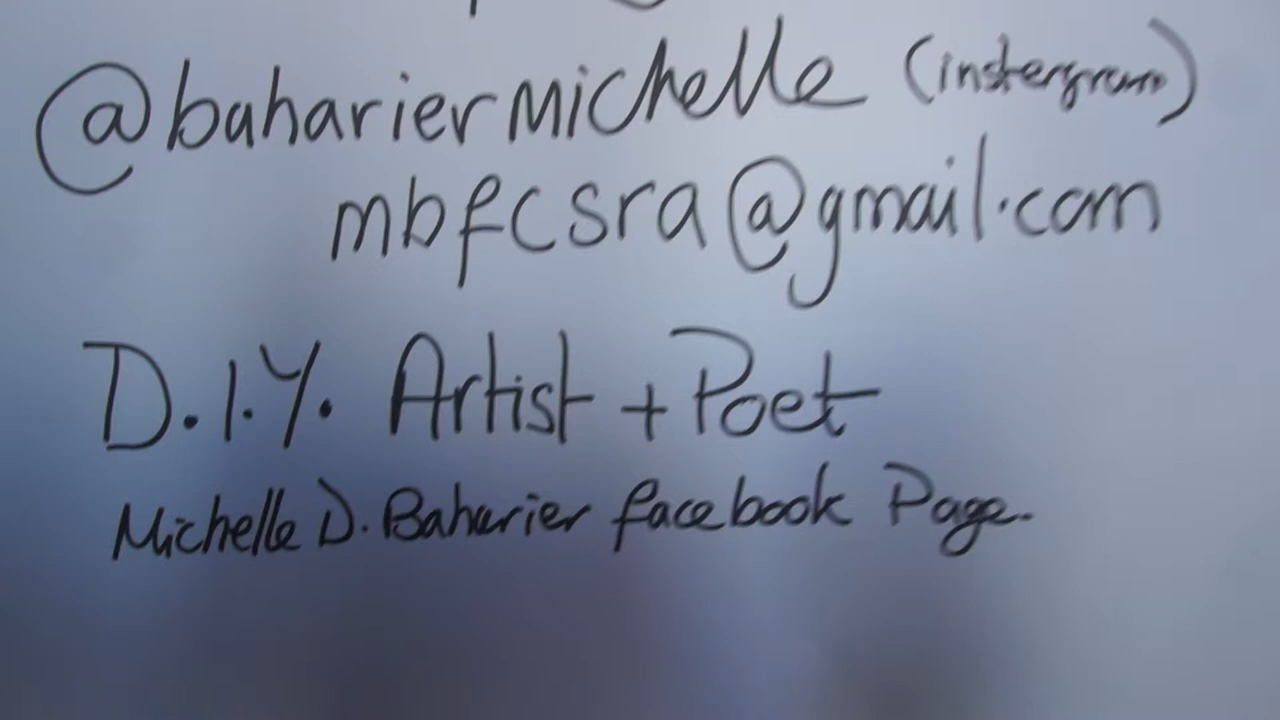 @baharierMichelle (instergram)
mbfcsra@gmail.com
D.I.Y. Artist + Poet
Michelle D. Baharier facebook Page.